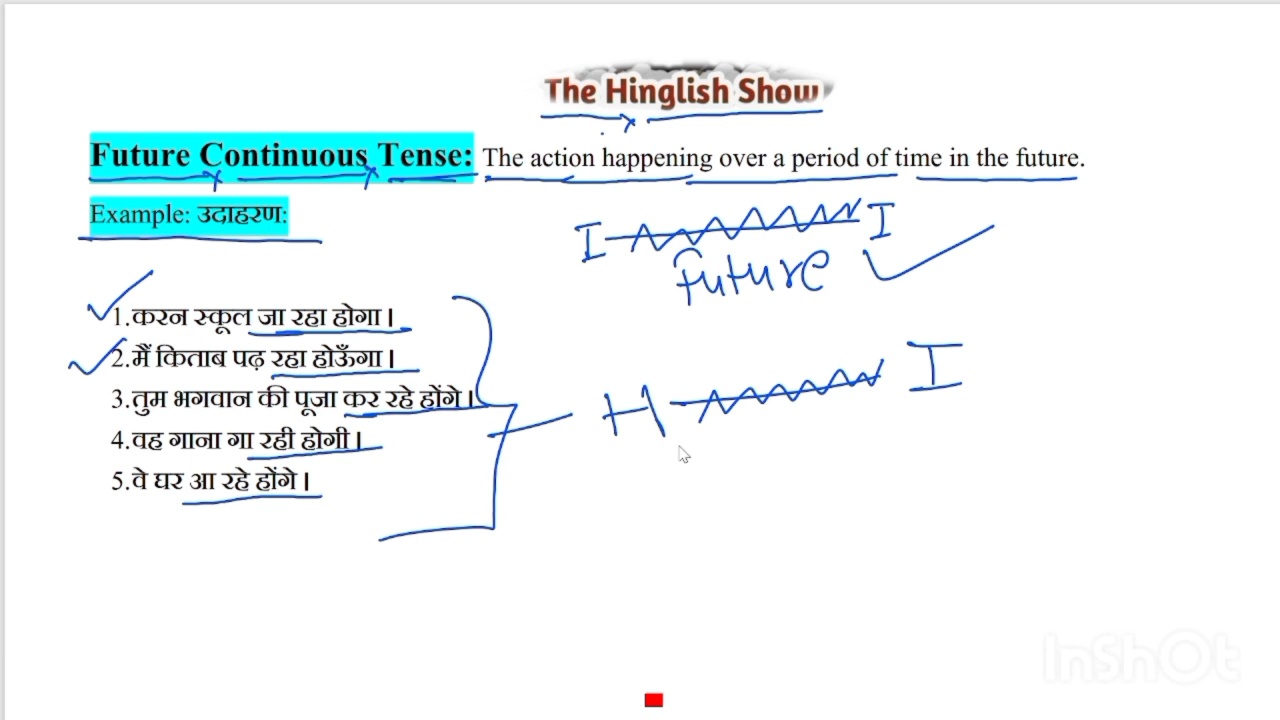 The Hinglish Show
Future Continuous Tense: The action happening over a period of time in the future.
Example: उदाहरण:
I I
future
1.करन स्कूल जा रहा होगा।
2.मैं किताब पढ़ रहा होऊँगा।
3.तुम भगवान की पूजा कर रहे होंगे।
4.वह गाना गा रही होगी।
5.वे घर आ रहे होंगे।
H I
InShOt